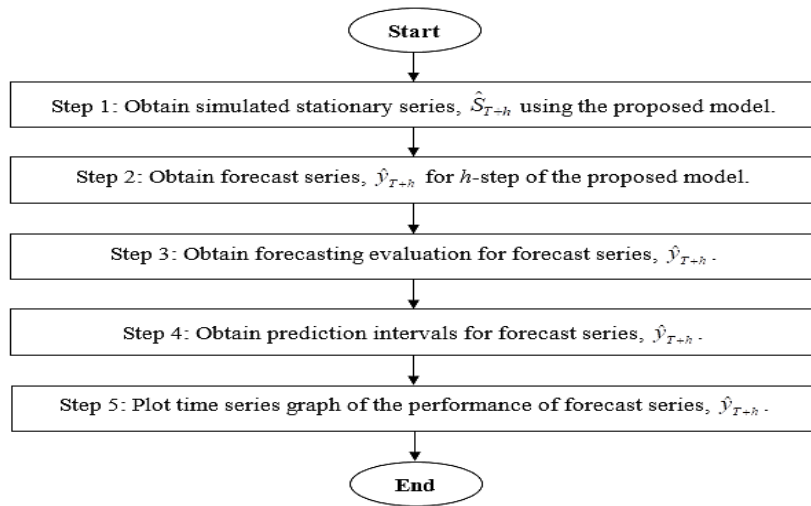 Start
Step 1: Obtain simulated stationary series, Ŝ_{T+h} using the proposed model.
Step 2: Obtain forecast series, ŷ_{T+h} for h-step of the proposed model.
Step 3: Obtain forecasting evaluation for forecast series, ŷ_{T+h}.
Step 4: Obtain prediction intervals for forecast series, ŷ_{T+h}.
Step 5: Plot time series graph of the performance of forecast series, ŷ_{T+h}.
End